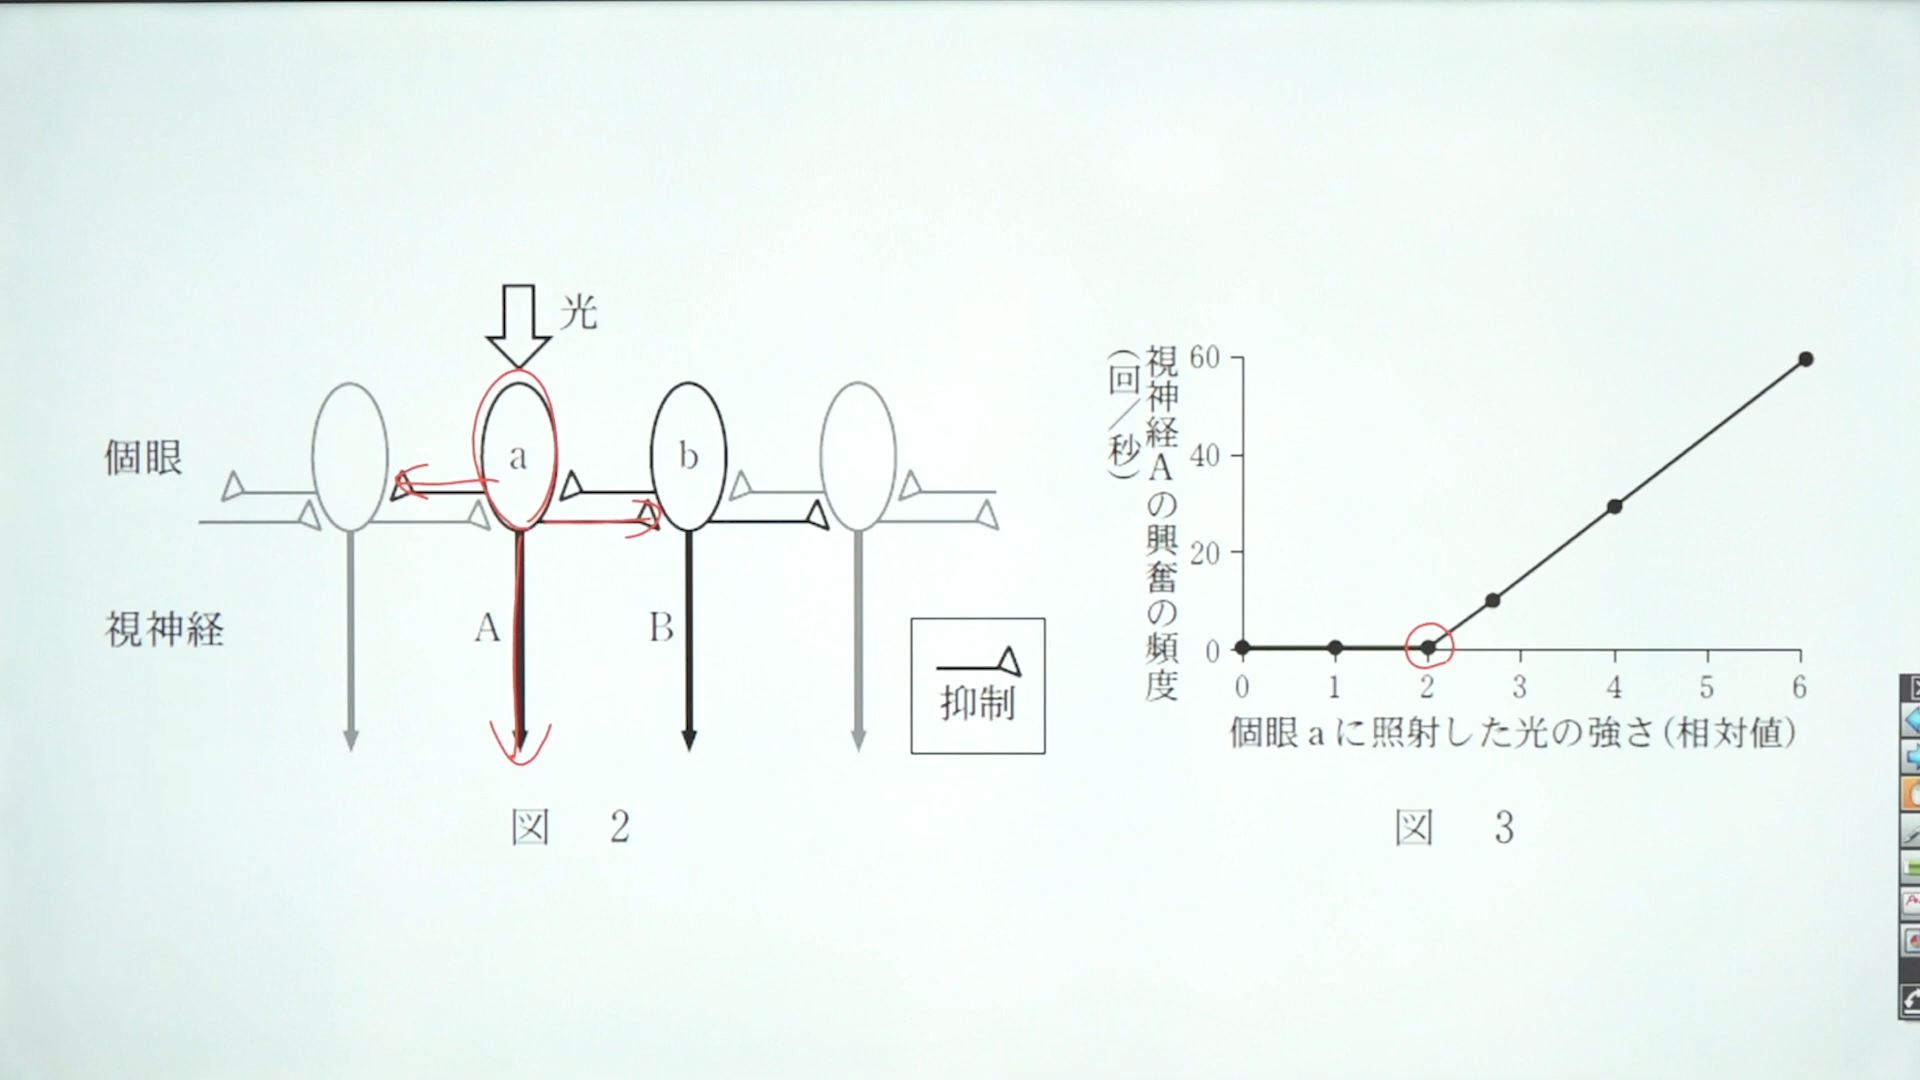 光
個眼
a
b
視神経
A
B
抑制
図 2
視神経Aの興奮の頻度
(回/秒)
60
40
20
0
0 1 2 3 4 5 6
個眼aに照射した光の強さ(相対値)
図 3